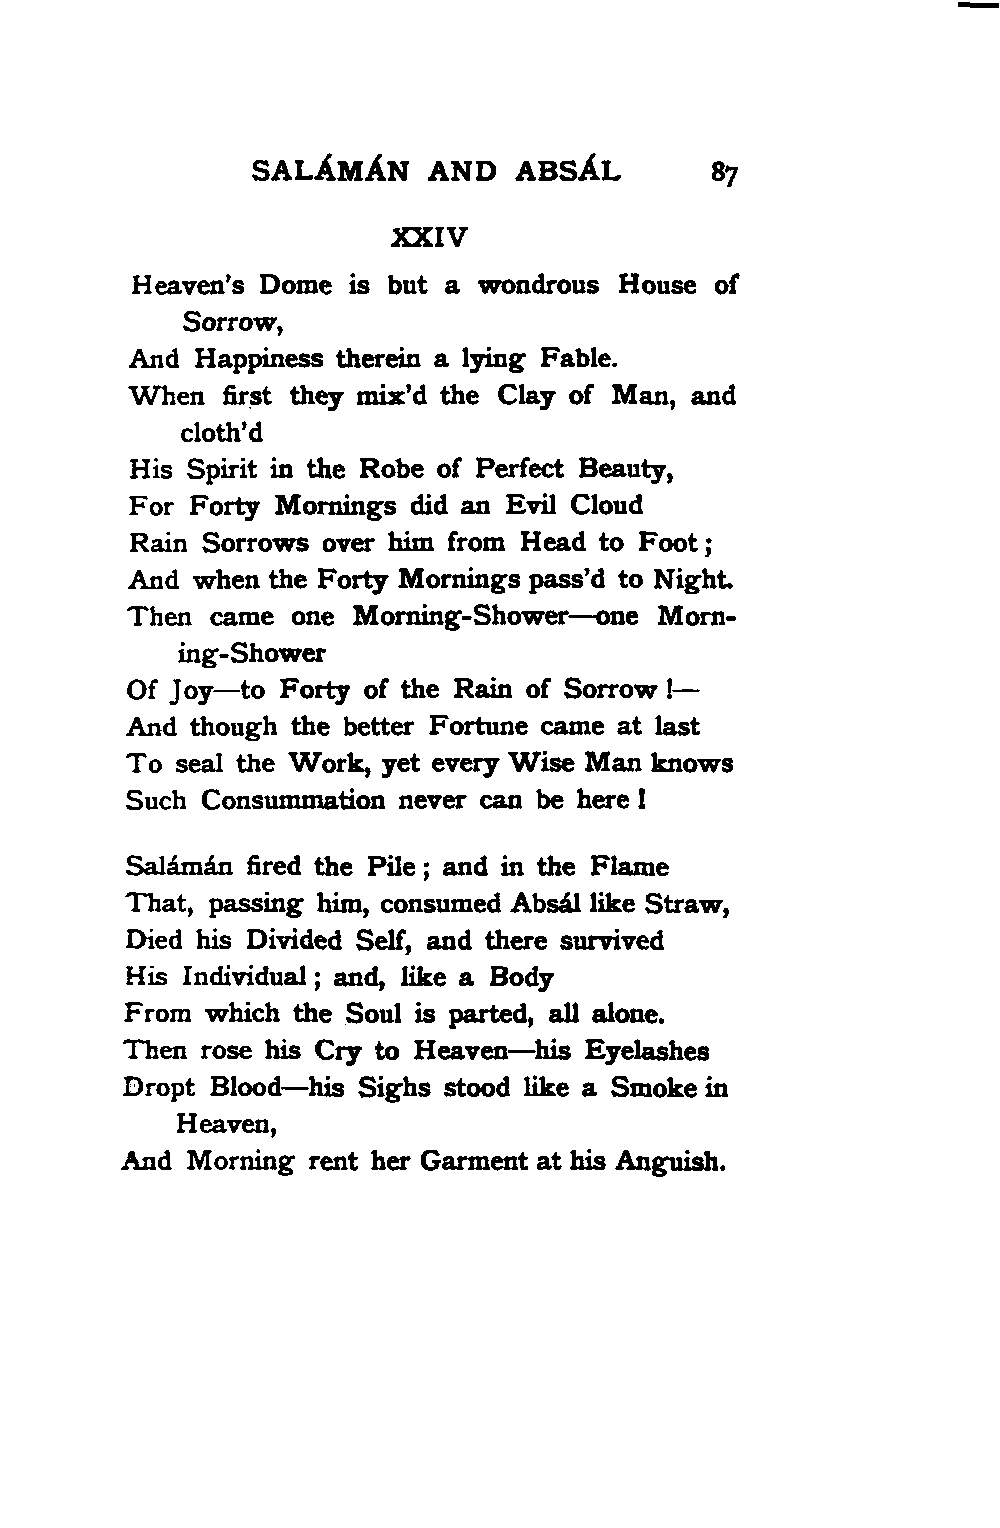 SALÁMÁN AND ABSÁL 87
XXIV
Heaven's Dome is but a wondrous House of
Sorrow,
And Happiness therein a lying Fable.
When first they mix'd the Clay of Man, and
cloth'd
His Spirit in the Robe of Perfect Beauty,
For Forty Mornings did an Evil Cloud
Rain Sorrows over him from Head to Foot;
And when the Forty Mornings pass'd to Night.
Then came one Morning-Shower—one Morn-
ing-Shower
Of Joy—to Forty of the Rain of Sorrow!—
And though the better Fortune came at last
To seal the Work, yet every Wise Man knows
Such Consummation never can be here!
Salámán fired the Pile; and in the Flame
That, passing him, consumed Absál like Straw,
Died his Divided Self, and there survived
His Individual; and, like a Body
From which the Soul is parted, all alone.
Then rose his Cry to Heaven—his Eyelashes
Dropt Blood—his Sighs stood like a Smoke in
Heaven,
And Morning rent her Garment at his Anguish.